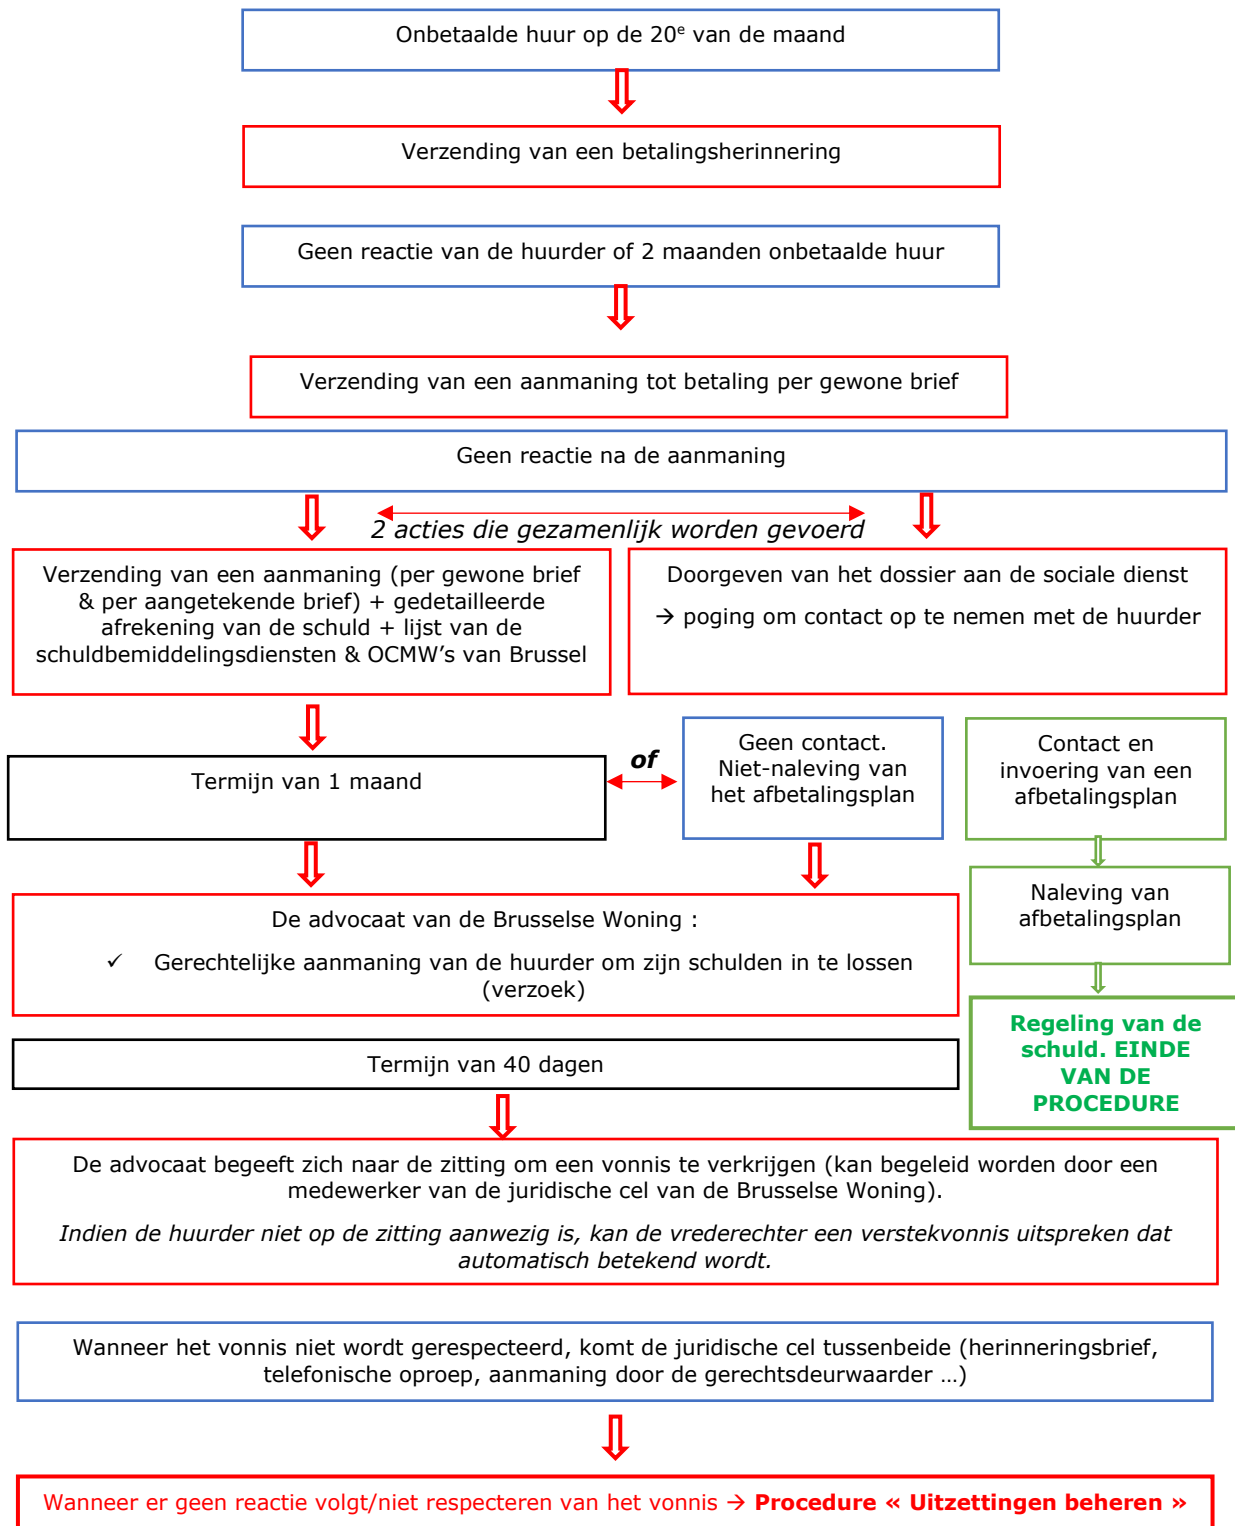 Onbetaalde huur op de 20e van de maand
Verzending van een betalingsherinnering
Geen reactie van de huurder of 2 maanden onbetaalde huur
Verzending van een aanmaning tot betaling per gewone brief
Geen reactie na de aanmaning
2 acties die gezamenlijk worden gevoerd
Verzending van een aanmaning (per gewone brief
& per aangetekende brief) + gedetailleerde
afrekening van de schuld + lijst van de
schuldbemiddelingsdiensten & OCMW’s van Brussel
Doorgeven van het dossier aan de sociale dienst
→ poging om contact op te nemen met de huurder
Termijn van 1 maand
of
Geen contact.
Niet-naleving van
het afbetalingsplan
Contact en
invoering van een
afbetalingsplan
Naleving van
afbetalingsplan
De advocaat van de Brusselse Woning :
✓ Gerechtelijke aanmaning van de huurder om zijn schulden in te lossen
(verzoek)
Regeling van de
schuld. EINDE
VAN DE
PROCEDURE
Termijn van 40 dagen
De advocaat begeeft zich naar de zitting om een vonnis te verkrijgen (kan begeleid worden door een
medewerker van de juridische cel van de Brusselse Woning).
Indien de huurder niet op de zitting aanwezig is, kan de vrederechter een verstekvonnis uitspreken dat
automatisch betekend wordt.
Wanneer het vonnis niet wordt gerespecteerd, komt de juridische cel tussenbeide (herinneringsbrief,
telefonische oproep, aanmaning door de gerechtsdeurwaarder …)
Wanneer er geen reactie volgt/niet respecteren van het vonnis → Procedure « Uitzettingen beheren »